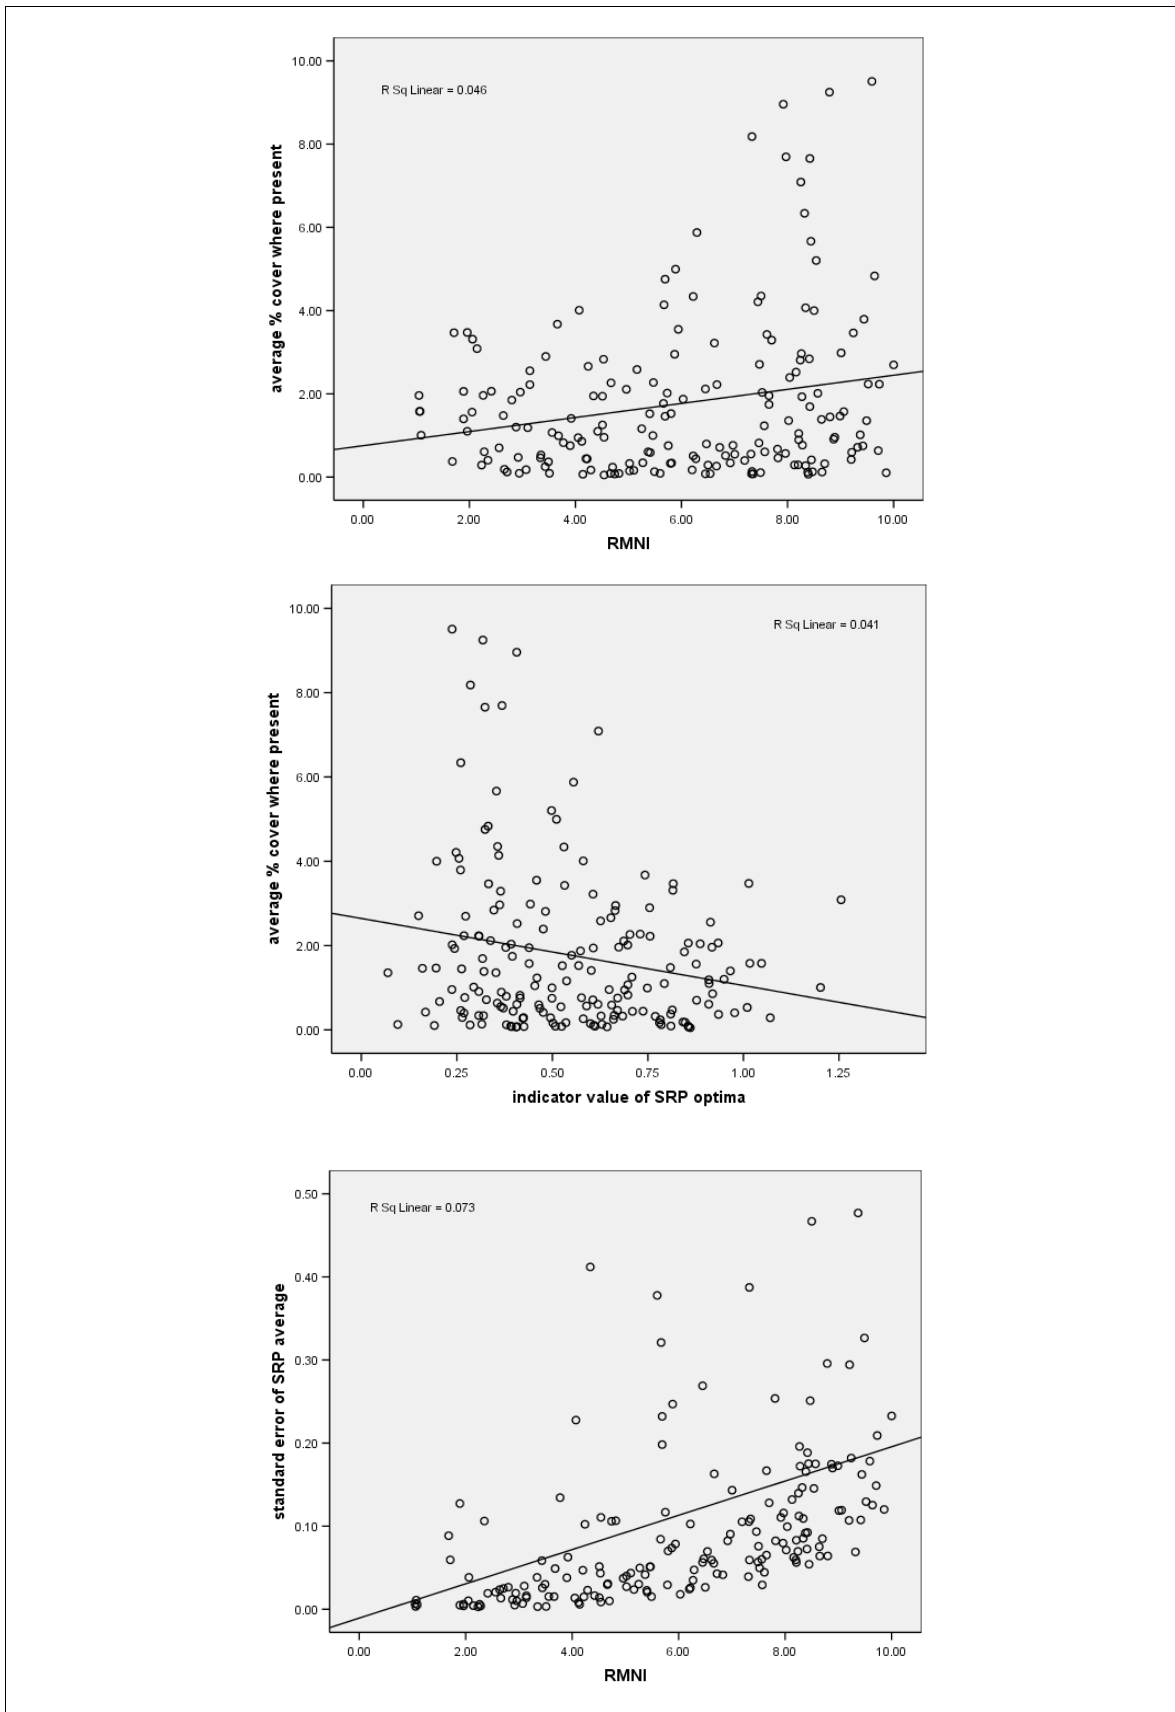 10.00
R Sq Linear = 0.046
8.00
6.00
4.00
2.00
0.00
average % cover where present
0.00 2.00 4.00 6.00 8.00 10.00
RMNI
10.00
R Sq Linear = 0.041
8.00
6.00
4.00
2.00
0.00
average % cover where present
0.00 0.25 0.50 0.75 1.00 1.25
indicator value of SRP optima
0.50
R Sq Linear = 0.073
0.40
0.30
0.20
0.10
0.00
standard error of SRP average
0.00 2.00 4.00 6.00 8.00 10.00
RMNI